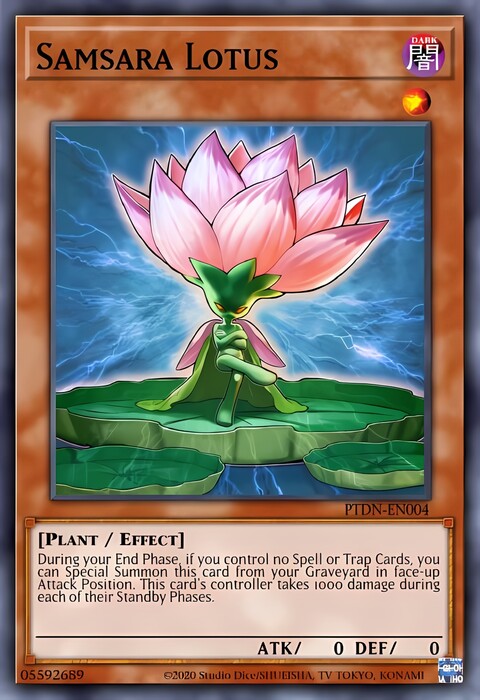 SAMSARA LOTUS
DARK
闇
PTDN-EN004
[PLANT / EFFECT]
During your End Phase, if you control no Spell or Trap Cards, you
can Special Summon this card from your Graveyard in face-up
Attack Position. This card's controller takes 1000 damage during
each of their Standby Phases.
ATK/ 0 DEF/ 0
05592689
©2020 Studio Dice/SHUEISHA, TV TOKYO, KONAMI